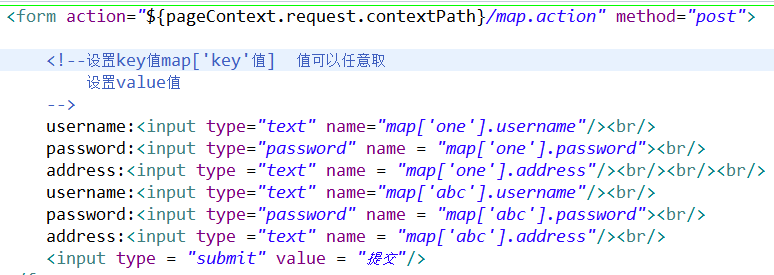 <form action="${pageContext.request.contextPath}/map.action" method="post">
<!--设置key值map['key'值]  值可以任意取
设置value值
-->
username:<input type="text" name="map['one'].username"/><br/>
password:<input type="password" name = "map['one'].password"><br/>
address:<input type ="text" name = "map['one'].address"/><br/><br/><br/>
username:<input type="text" name="map['abc'].username"/><br/>
password:<input type="password" name = "map['abc'].password"><br/>
address:<input type ="text" name = "map['abc'].address"/><br/>
<input type = "submit" value = "提交"/>